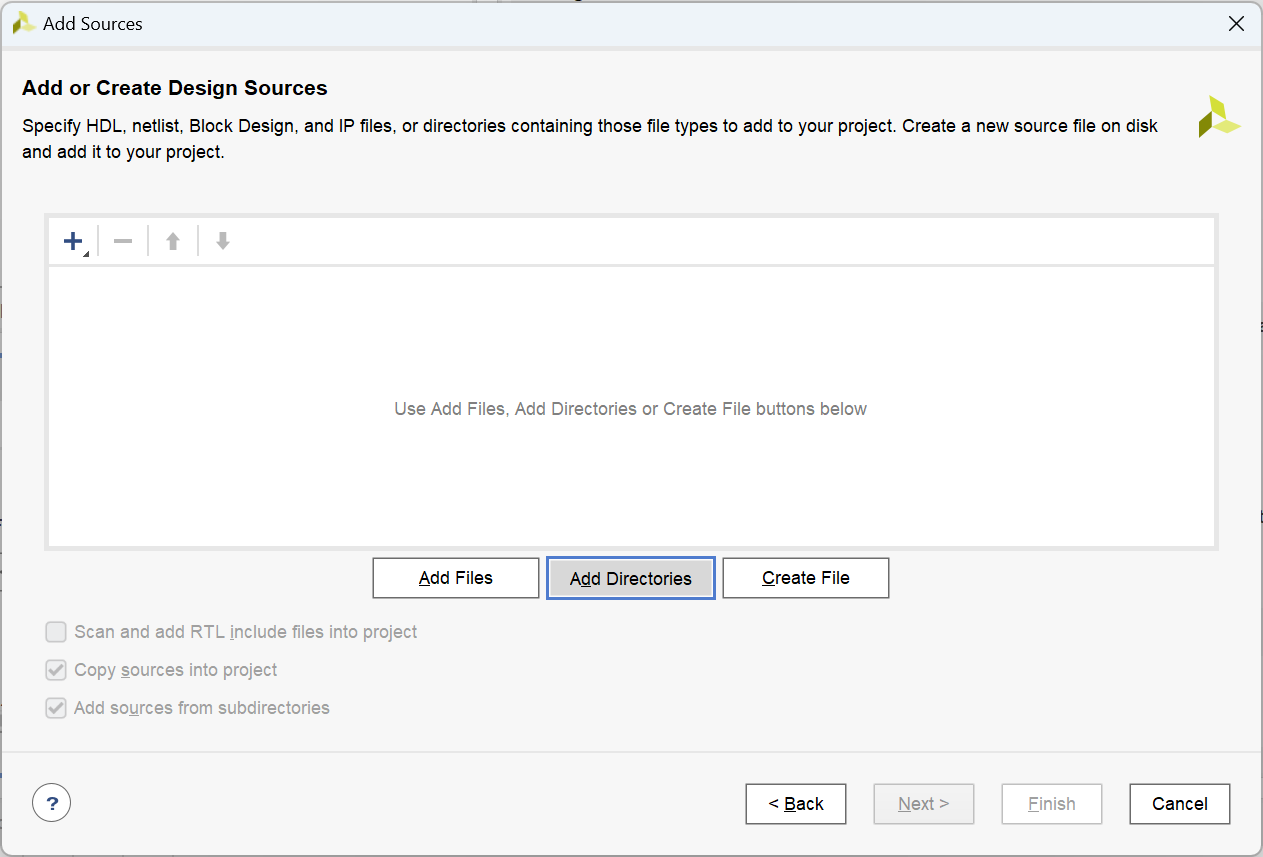 Add Sources
Add or Create Design Sources
Specify HDL, netlist, Block Design, and IP files, or directories containing those file types to add to your project. Create a new source file on disk
and add it to your project.
Use Add Files, Add Directories or Create File buttons below
Add Files
Add Directories
Create File
Scan and add RTL include files into project
Copy sources into project
Add sources from subdirectories
?
< Back
Next >
Finish
Cancel